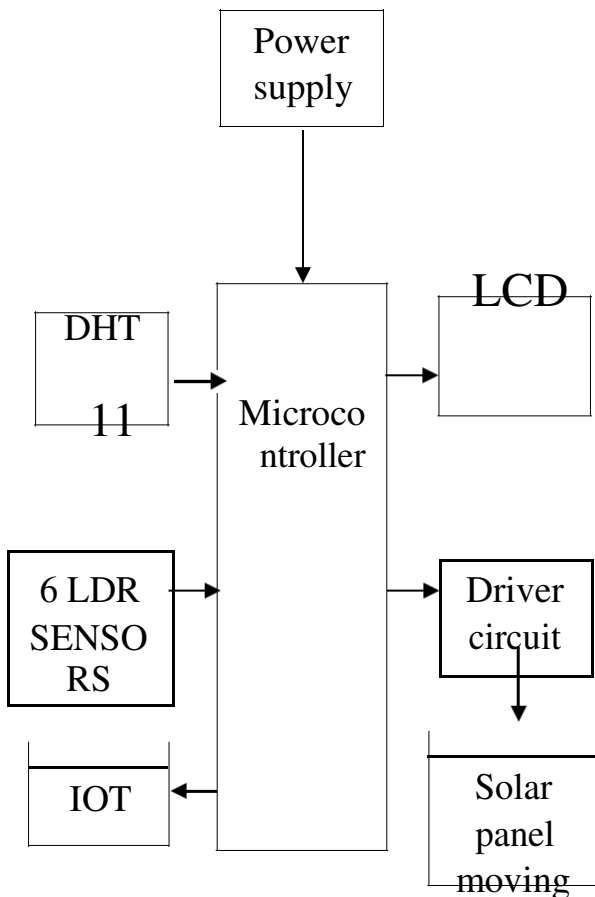 Power
supply
LCD
DHT
11
Microco
ntroller
6 LDR
SENSO
RS
Driver
circuit
IOT
Solar
panel
moving